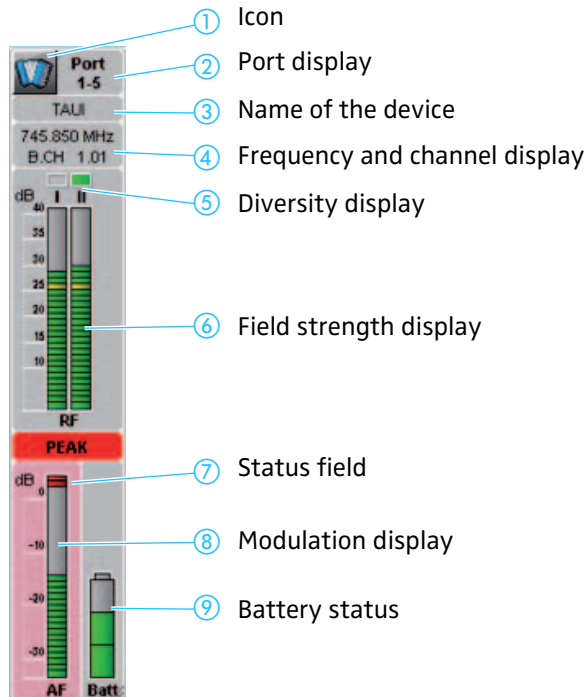 1 Icon
Port
1-5
2 Port display
TAUI
3 Name of the device
745.850 MHz
B.CH 1.01
4 Frequency and channel display
5 Diversity display
dB I II
40
35
30
25
20
15
10
6 Field strength display
RF
PEAK
7 Status field
dB
0
-10
8 Modulation display
-20
9 Battery status
-30
AF Batt